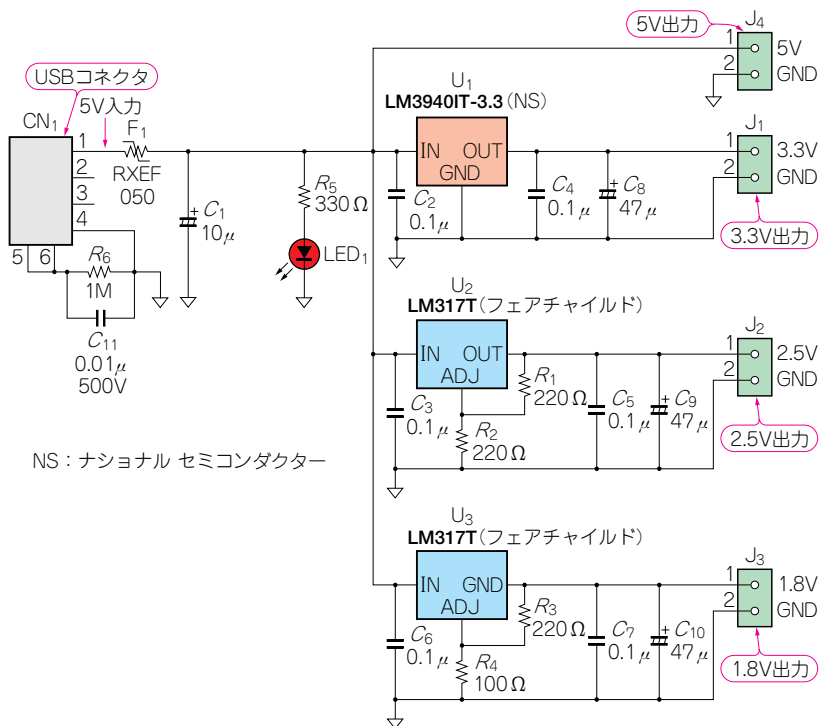 5V出力
J4
1
5V
2
GND
USBコネクタ
5V入力
CN1
F1
RXEF
050
1
2
3
4
5
6
R6
1M
C11
0.01μ
500V
+
C1
10μ
R5
330Ω
LED1
U1
LM3940IT-3.3(NS)
IN
OUT
GND
C2
0.1μ
C4
0.1μ
+
C8
47μ
J1
1
3.3V
2
GND
3.3V出力
U2
LM317T(フェアチャイルド)
IN
OUT
ADJ
C3
0.1μ
R1
220Ω
R2
220Ω
C5
0.1μ
+
C9
47μ
J2
1
2.5V
2
GND
2.5V出力
NS:ナショナル セミコンダクター
U3
LM317T(フェアチャイルド)
IN
GND
ADJ
C6
0.1μ
R3
220Ω
R4
100Ω
C7
0.1μ
+
C10
47μ
J3
1
1.8V
2
GND
1.8V出力